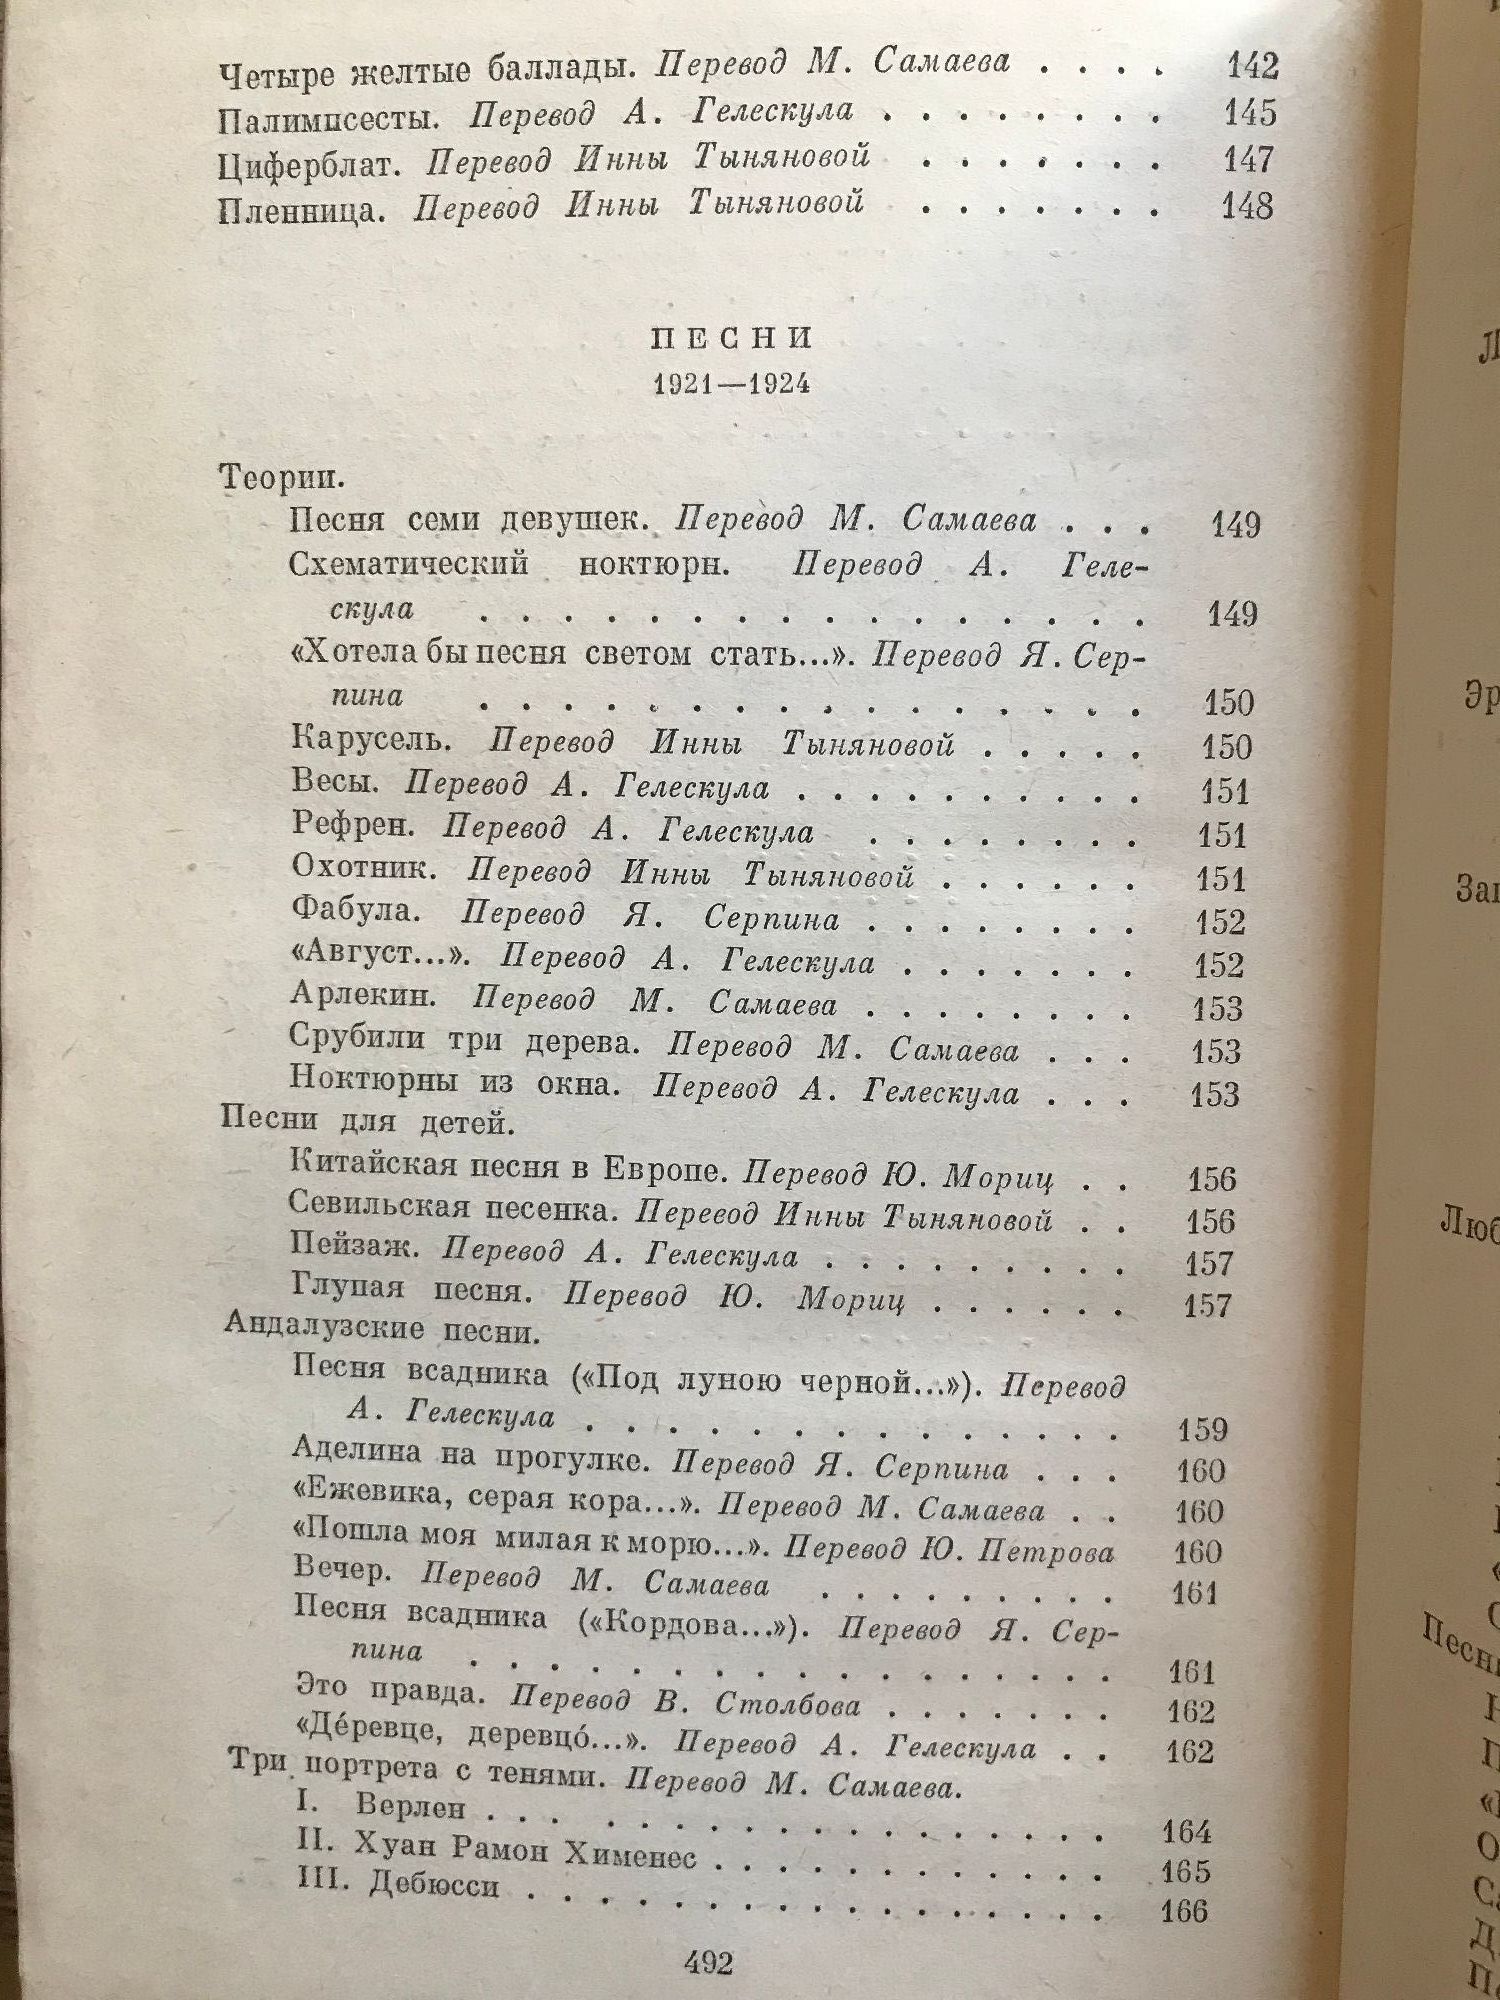 Четыре желтые баллады. Перевод М. Самаева . . . . 142
Палимпсесты. Перевод А. Гелескула . . . . . . . . 145
Циферблат. Перевод Инны Тыняновой . . . . . . . 147
Пленница. Перевод Инны Тыняновой . . . . . . . 148
ПЕСНИ
1921—1924
Теории.
Песня семи девушек. Перевод М. Самаева . . . 149
Схематический ноктюрн. Перевод А. Геле-
скула . . . . . . . . . . . . . . . . 149
«Хотела бы песня светом стать...». Перевод Я. Сер-
пина . . . . . . . . . . . . . . . . 150
Карусель. Перевод Инны Тыняновой . . . . . 150
Весы. Перевод А. Гелескула . . . . . . . . . . 151
Рефрен. Перевод А. Гелескула . . . . . . . . 151
Охотник. Перевод Инны Тыняновой . . . . . . 151
Фабула. Перевод Я. Серпина . . . . . . . . 152
«Август...». Перевод А. Гелескула . . . . . . . 152
Арлекин. Перевод М. Самаева . . . . . . . . 153
Срубили три дерева. Перевод М. Самаева . . . 153
Ноктюрны из окна. Перевод А. Гелескула . . . 153
Песни для детей.
Китайская песня в Европе. Перевод Ю. Мориц . . 156
Севильская песенка. Перевод Инны Тыняновой . . 156
Пейзаж. Перевод А. Гелескула . . . . . . . . . 157
Глупая песня. Перевод Ю. Мориц . . . . . . 157
Андалузские песни.
Песня всадника («Под луною черной...»). Перевод
А. Гелескула . . . . . . . . . . . . . . 159
Аделина на прогулке. Перевод Я. Серпина . . . 160
«Ежевика, серая кора...». Перевод М. Самаева . . 160
«Пошла моя милая к морю...». Перевод Ю. Петрова 160
Вечер. Перевод М. Самаева . . . . . . . . 161
Песня всадника («Кордова...»). Перевод Я. Сер-
пина . . . . . . . . . . . . . . . . 161
Это правда. Перевод В. Столбова . . . . . . . 162
«Де́ревце, деревцо́...». Перевод А. Гелескула . . 162
Три портрета с тенями. Перевод М. Самаева.
I. Верлен . . . . . . . . . . . . . . . . 164
II. Хуан Рамон Хименес . . . . . . . . . . . 165
III. Дебюсси . . . . . . . . . . . . . . . . 166
492